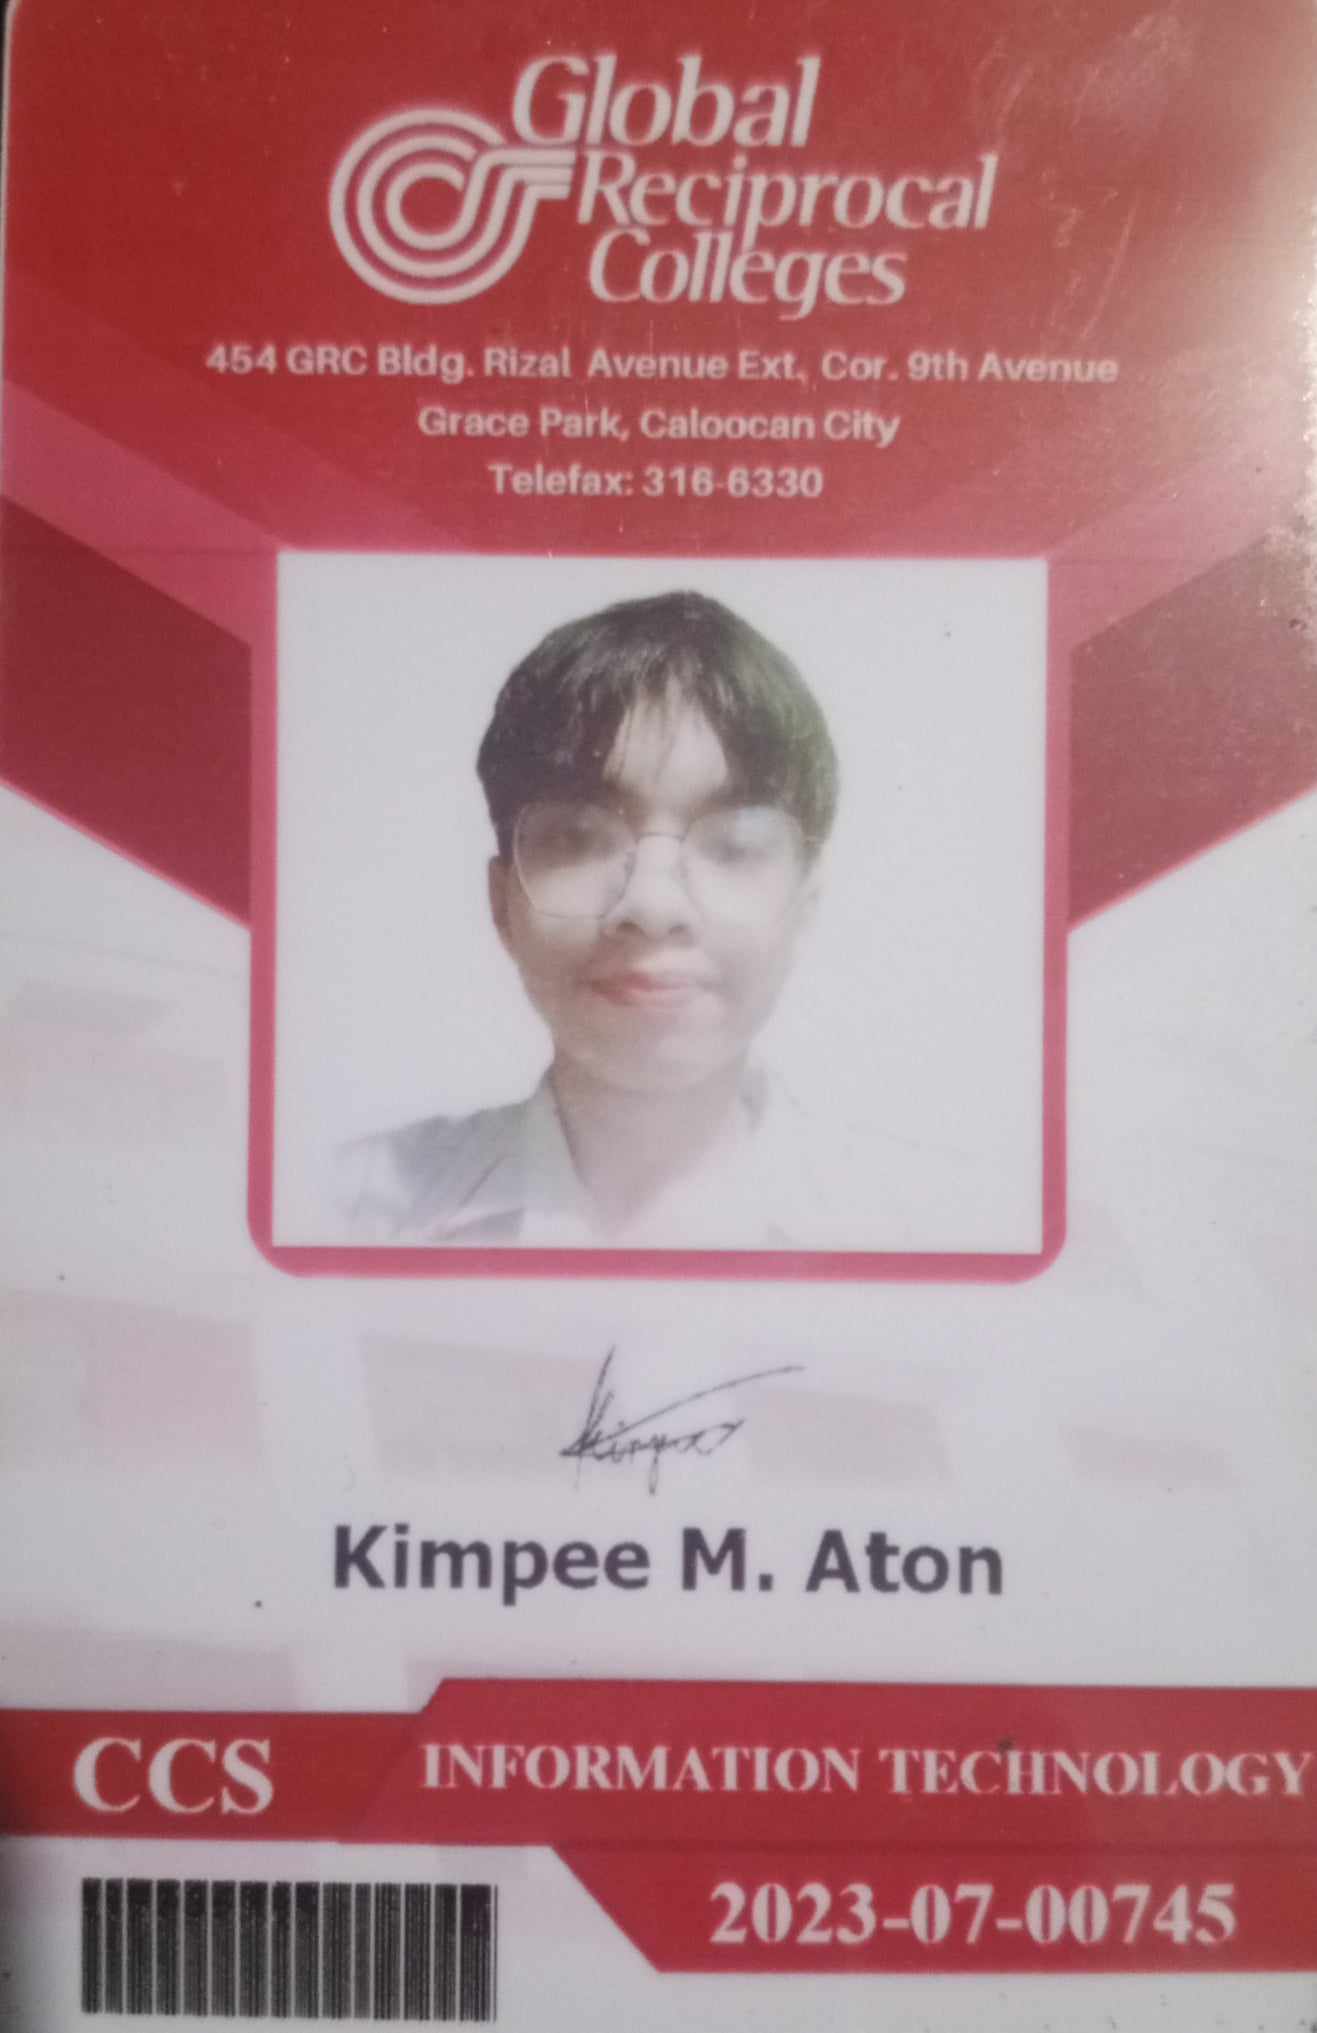 Global
Reciprocal
Colleges
454 GRC Bldg. Rizal Avenue Ext., Cor. 9th Avenue
Grace Park, Caloocan City
Telefax: 316-6330
Kimpee M. Aton
CCS
INFORMATION TECHNOLOGY
2023-07-00745